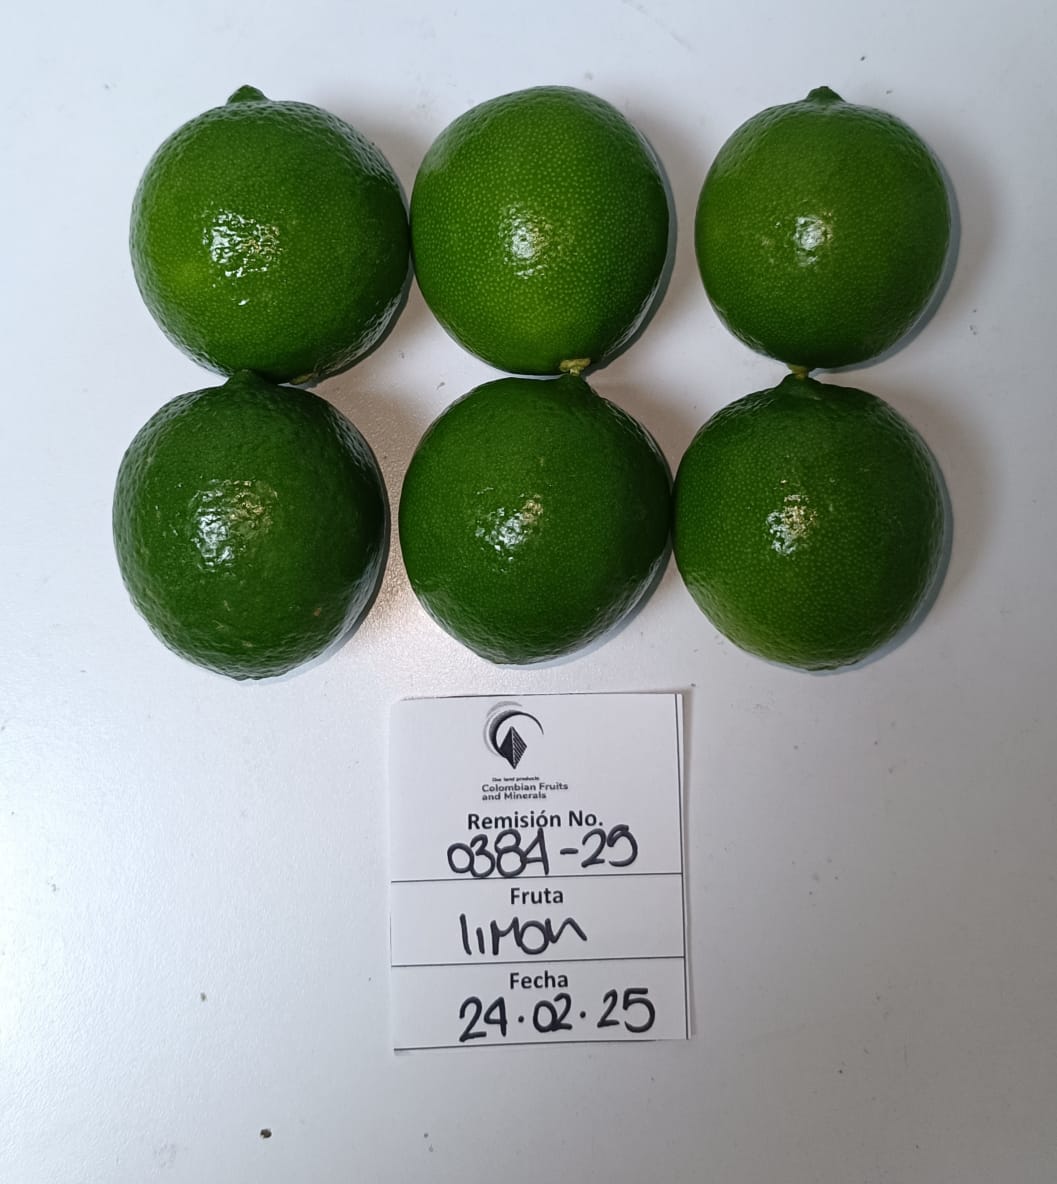 One land products
Colombian Fruits
and Minerals
Remisión No.
0384-25
Fruta
limon
Fecha
24.02.25